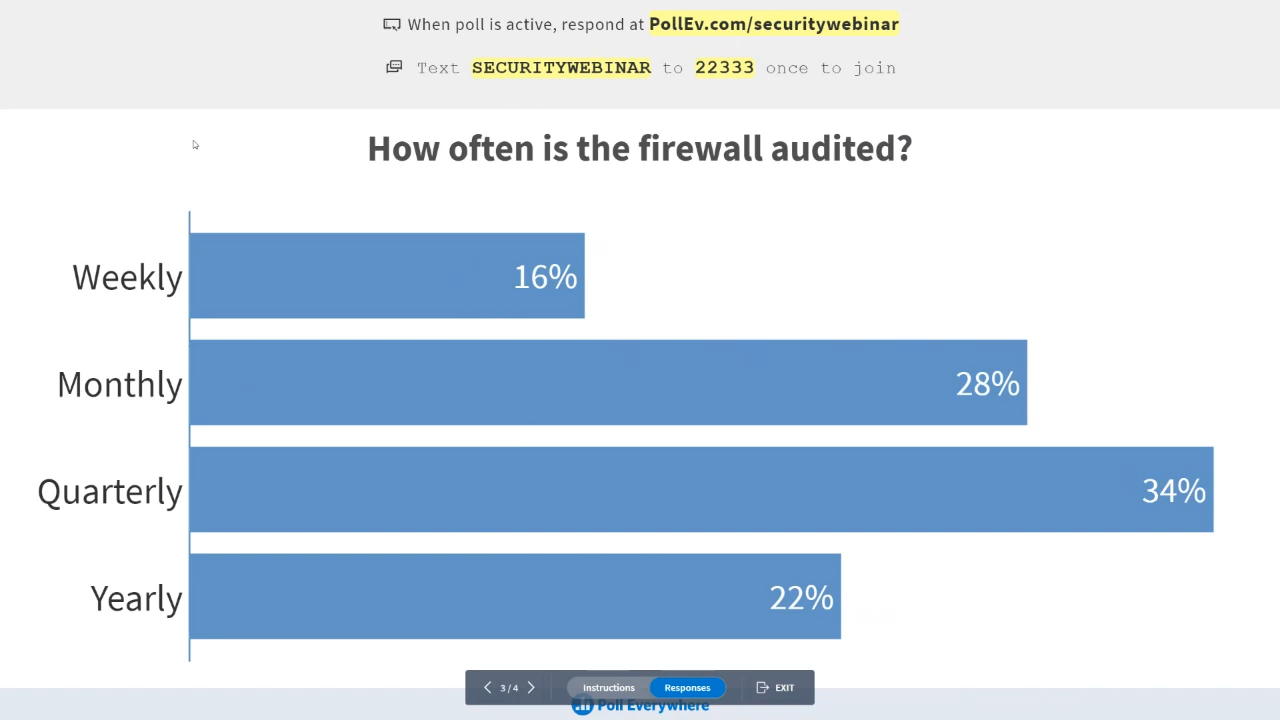 When poll is active, respond at PollEv.com/securitywebinar
Text SECURITYWEBINAR to 22333 once to join
How often is the firewall audited?
Weekly 16%
Monthly 28%
Quarterly 34%
Yearly 22%
3 / 4 Instructions Responses EXIT
Poll Everywhere